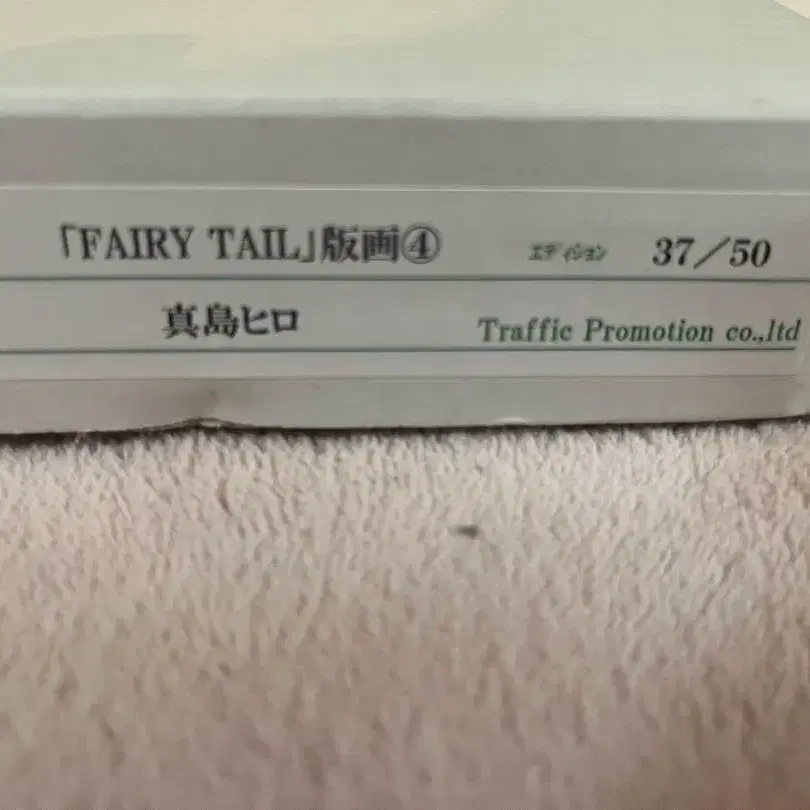 「FAIRY TAIL」版画④ エディション 37／50
真島ヒロ Traffic Promotion co.,ltd